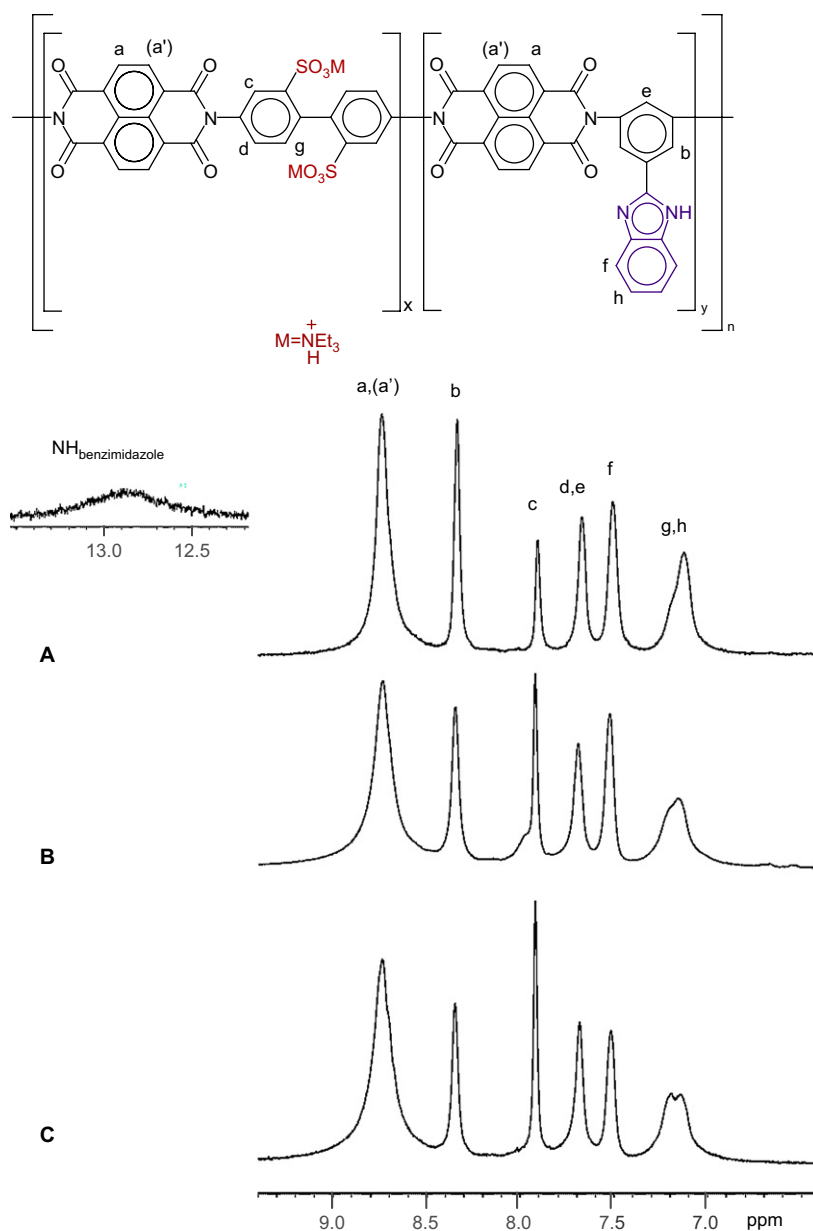 a (a') (a') a
O O SO3M O O
c e
N N N N
d g b
O O MO3S O O
N NH
f
h
x y n
+
M=NEt3
H
a,(a') b
NHbenzimidazole
c d,e f g,h
13.0 12.5
A
B
C
9.0 8.5 8.0 7.5 7.0 ppm